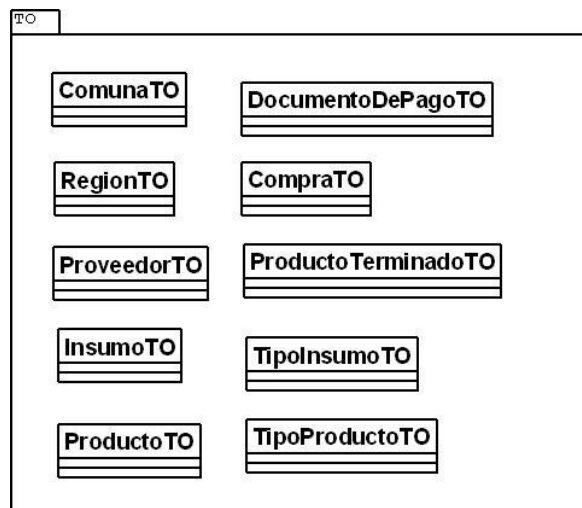 TO
ComunaTO
DocumentoDePagoTO
RegionTO
CompraTO
ProveedorTO
ProductoTerminadoTO
InsumoTO
TipoInsumoTO
ProductoTO
TipoProductoTO